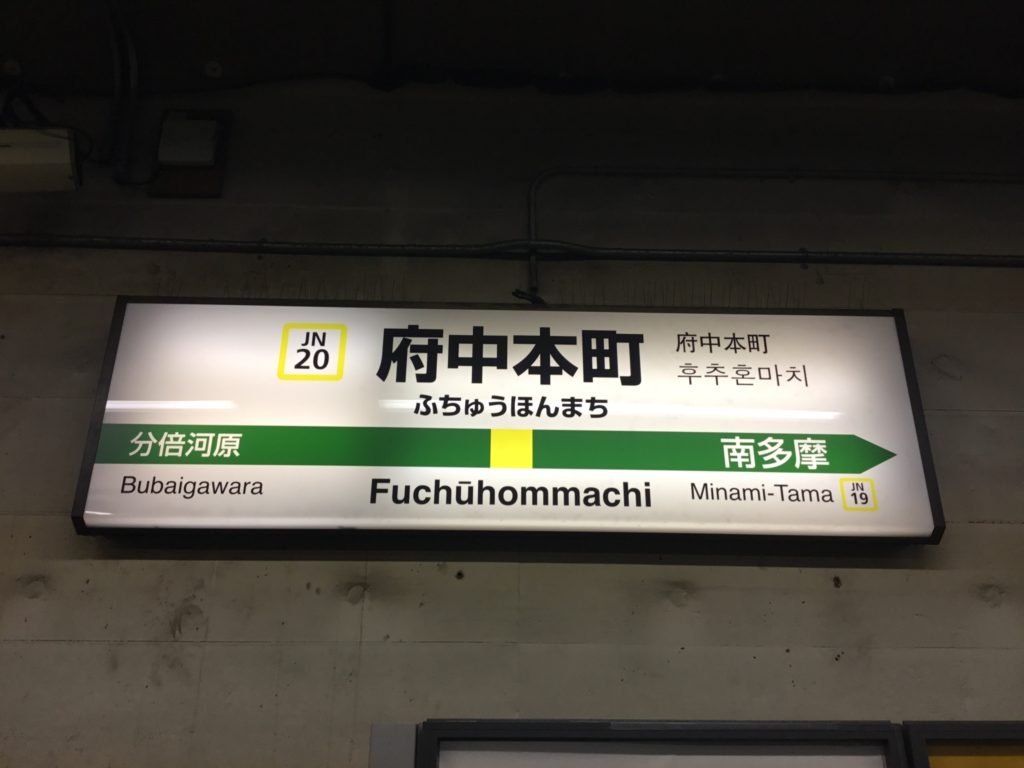 JN
20
府中本町
ふちゅうほんまち
府中本町
후추혼마치
分倍河原
南多摩
Bubaigawara
Fuchūhommachi
Minami-Tama
JN
19